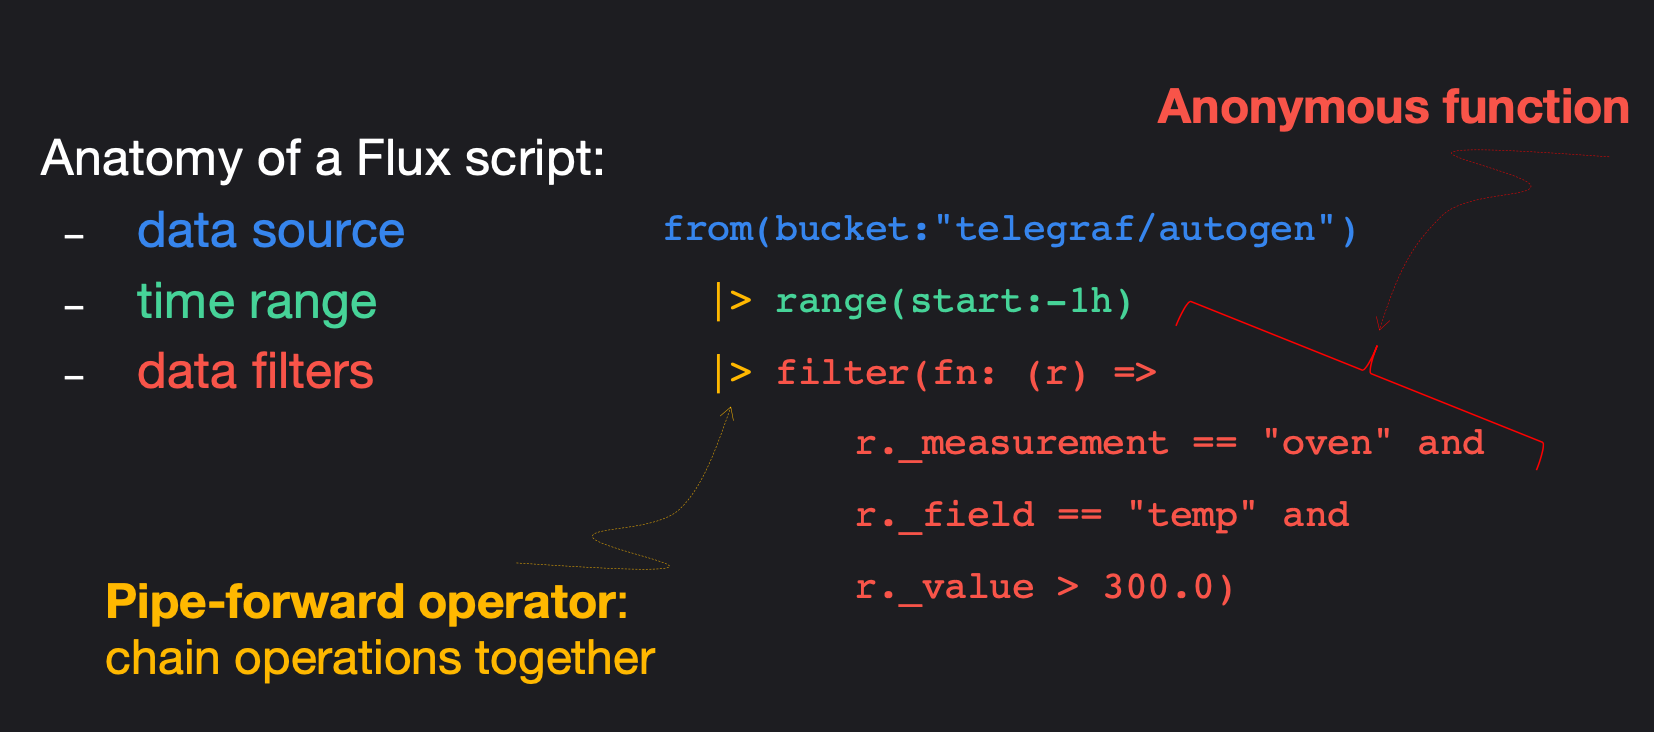 Anonymous function
Anatomy of a Flux script:
- data source
- time range
- data filters
from(bucket:"telegraf/autogen")
|> range(start:-1h)
|> filter(fn: (r) =>
r._measurement == "oven" and
r._field == "temp" and
r._value > 300.0)
Pipe-forward operator:
chain operations together